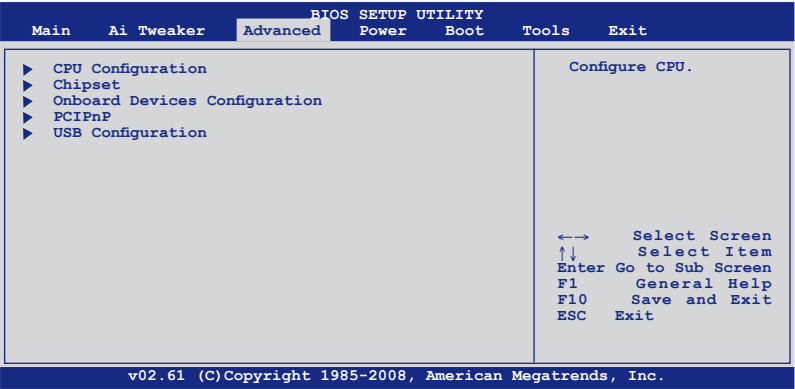 BIOS SETUP UTILITY
Main Ai Tweaker Advanced Power Boot Tools Exit
CPU Configuration
Chipset
Onboard Devices Configuration
PCIPnP
USB Configuration
Configure CPU.
←→ Select Screen
↑↓ Select Item
Enter Go to Sub Screen
F1 General Help
F10 Save and Exit
ESC Exit
v02.61 (C)Copyright 1985-2008, American Megatrends, Inc.